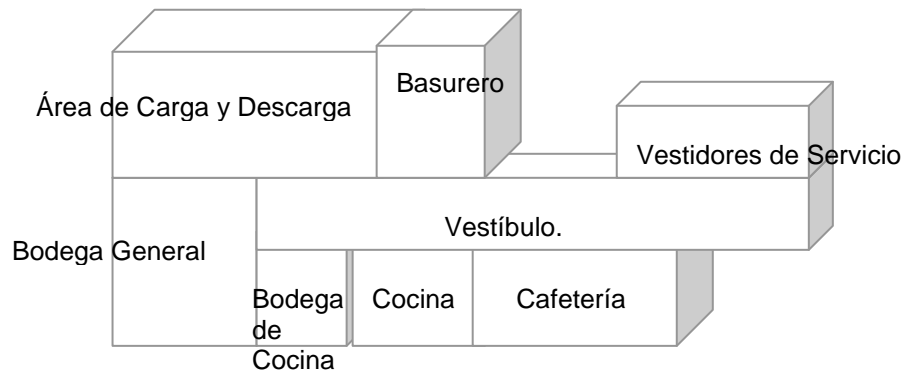 Basurero
Área de Carga y Descarga
Vestidores de Servicio
Vestíbulo.
Bodega General
Bodega
de
Cocina
Cocina
Cafetería